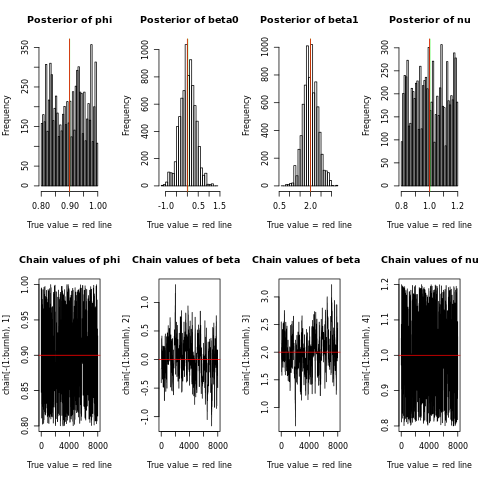 Posterior of phi
Posterior of beta0
Posterior of beta1
Posterior of nu
Frequency
0 50 150 250 350
0.80 0.90 1.00
True value = red line
Frequency
0 200 400 600 800 1000
-1.0 0.0 0.5 1.5
True value = red line
Frequency
0 200 400 600 800 1000
0.5 2.0
True value = red line
Frequency
0 50 100 150 200 250 300
0.8 1.0 1.2
True value = red line
Chain values of phi
Chain values of beta
Chain values of beta
Chain values of nu
chain[-(1:burnIn), 1]
0.80 0.85 0.90 0.95 1.00
0 4000 8000
True value = red line
chain[-(1:burnIn), 2]
-1.0 -0.5 0.0 0.5 1.0
0 4000 8000
True value = red line
chain[-(1:burnIn), 3]
1.0 1.5 2.0 2.5 3.0
0 4000 8000
True value = red line
chain[-(1:burnIn), 4]
0.8 0.9 1.0 1.1 1.2
0 4000 8000
True value = red line